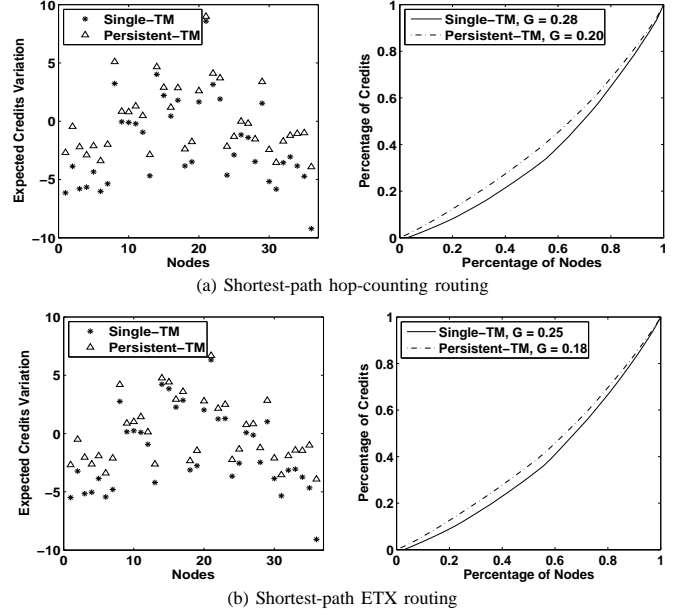 10
5
0
−5
−10
Expected Credits Variation
Single−TM
Persistent−TM
0 10 20 30
Nodes
1
0.8
0.6
0.4
0.2
0
Percentage of Credits
Single−TM, G = 0.28
Persistent−TM, G = 0.20
0 0.2 0.4 0.6 0.8 1
Percentage of Nodes
(a) Shortest-path hop-counting routing
10
5
0
−5
−10
Expected Credits Variation
Single−TM
Persistent−TM
0 10 20 30
Nodes
1
0.8
0.6
0.4
0.2
0
Percentage of Credits
Single−TM, G = 0.25
Persistent−TM, G = 0.18
0 0.2 0.4 0.6 0.8 1
Percentage of Nodes
(b) Shortest-path ETX routing